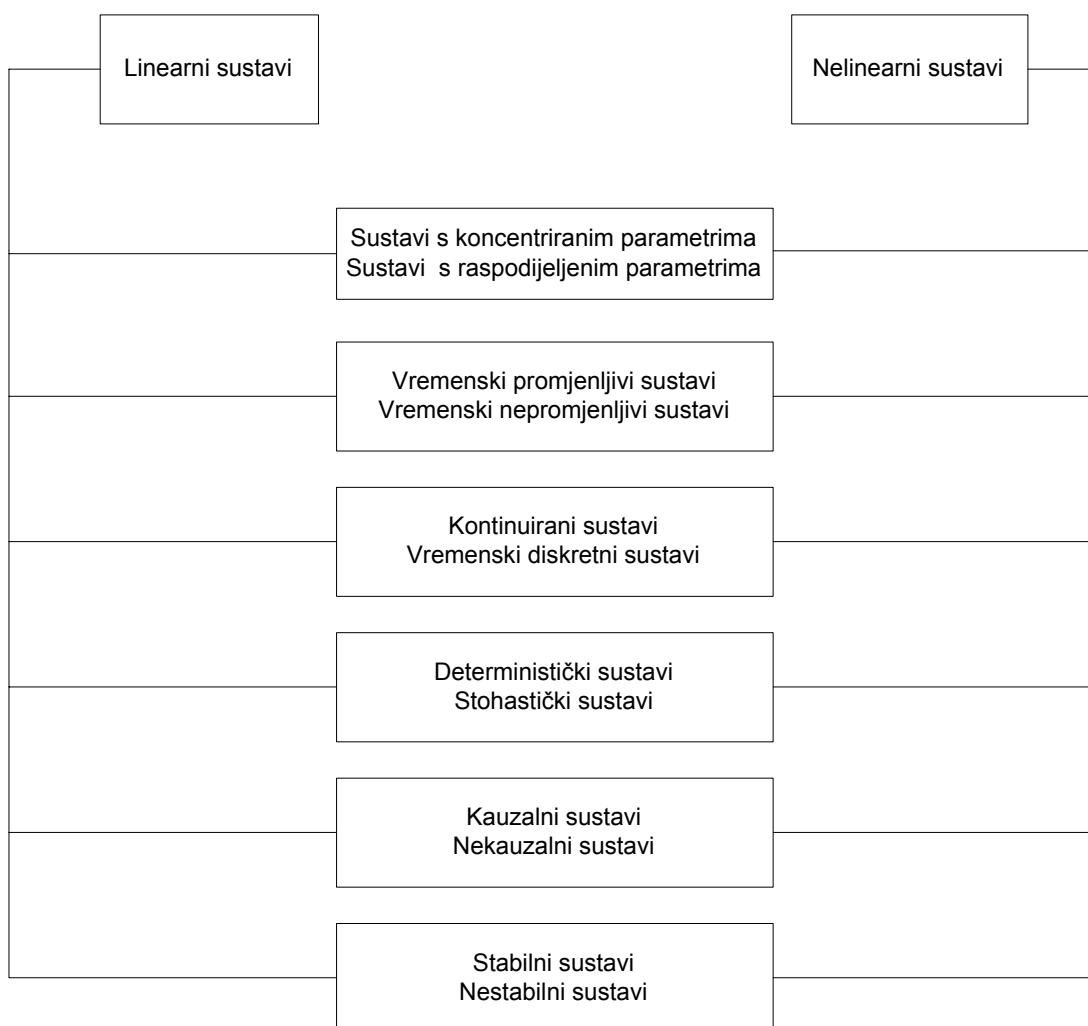 Linearni sustavi
Nelinearni sustavi
Sustavi s koncentriranim parametrima
Sustavi s raspodijeljenim parametrima
Vremenski promjenljivi sustavi
Vremenski nepromjenljivi sustavi
Kontinuirani sustavi
Vremenski diskretni sustavi
Deterministički sustavi
Stohastički sustavi
Kauzalni sustavi
Nekauzalni sustavi
Stabilni sustavi
Nestabilni sustavi